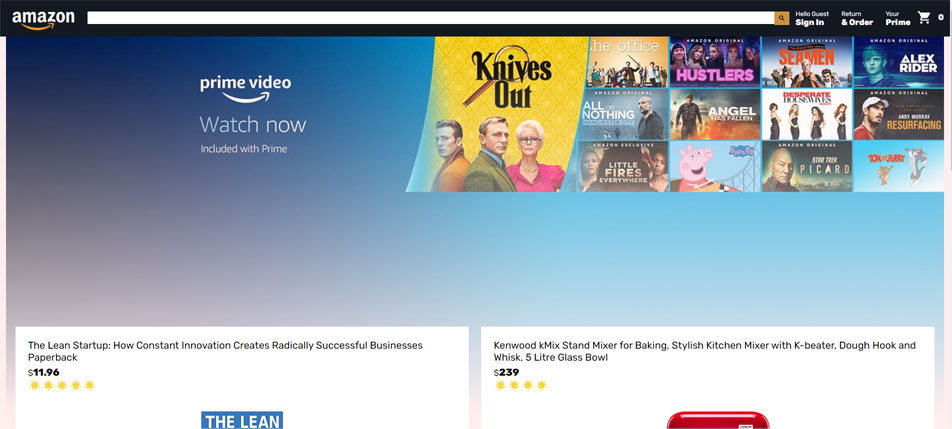 amazon
Hello Guest
Sign In
Return
& Order
Your
Prime
0
prime video
Watch now
Included with Prime
Knives
Out
the office
AMAZON ORIGINAL
HUSTLERS
AMAZON ORIGINAL
SEAMEN
AMAZON ORIGINAL
ALEX
RIDER
AMAZON ORIGINAL
ALL OR
NOTHING
MANCHESTER CITY
ANGEL
HAS FALLEN
DESPERATE
HOUSEWIVES
ANDY MURRAY
RESURFACING
AMAZON EXCLUSIVE
LITTLE
FIRES
EVERYWHERE
Peppa Pig
AMAZON ORIGINAL
STAR TREK
PICARD
TOM AND JERRY
The Lean Startup: How Constant Innovation Creates Radically Successful Businesses
Paperback
$11.96
THE LEAN
Kenwood kMix Stand Mixer for Baking, Stylish Kitchen Mixer with K-beater, Dough Hook and
Whisk, 5 Litre Glass Bowl
$239